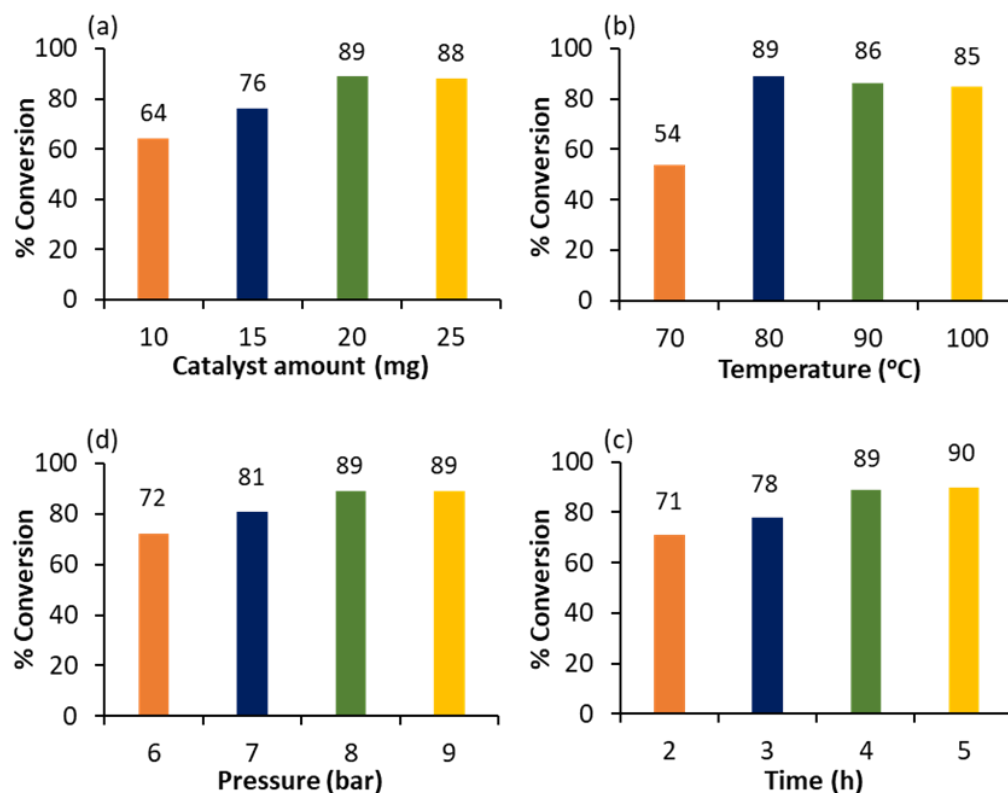 (a)
% Conversion
100
80
60
40
20
0
64
76
89
88
10 15 20 25
Catalyst amount (mg)
(b)
% Conversion
100
80
60
40
20
0
54
89
86
85
70 80 90 100
Temperature (°C)
(d)
% Conversion
100
80
60
40
20
0
72
81
89
89
6 7 8 9
Pressure (bar)
(c)
% Conversion
100
80
60
40
20
0
71
78
89
90
2 3 4 5
Time (h)